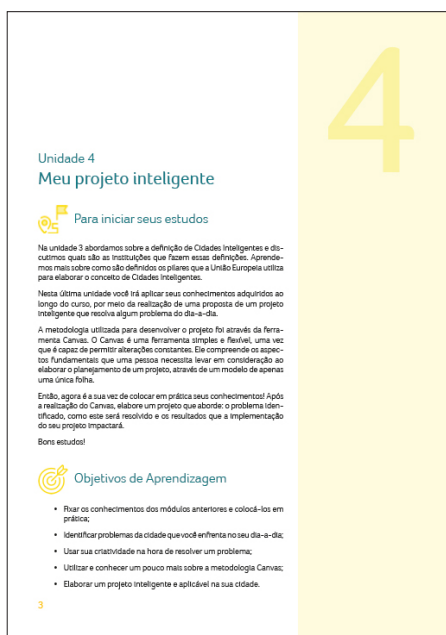 4
Unidade 4
Meu projeto inteligente
Para iniciar seus estudos
Na unidade 3 abordamos sobre a definição de Cidades Inteligentes e dis-
cutimos quais são as instituições que fazem essas definições. Aprende-
mos mais sobre como são definidos os pilares que a União Europeia utiliza
para elaborar o conceito de Cidades Inteligentes.
Nesta última unidade você irá aplicar seus conhecimentos adquiridos ao
longo do curso, por meio da realização de uma proposta de um projeto
inteligente que resolva algum problema do dia-a-dia.
A metodologia utilizada para desenvolver o projeto foi através da ferra-
menta Canvas. O Canvas é uma ferramenta simples e flexível, uma vez
que é capaz de permitir alterações constantes. Ele compreende os aspec-
tos fundamentais que uma pessoa necessita levar em consideração ao
elaborar o planejamento de um projeto, através de um modelo de apenas
uma única folha.
Então, agora é a sua vez de colocar em prática seus conhecimentos! Após
a realização do Canvas, elabore um projeto que aborde: o problema iden-
tificado, como este será resolvido e os resultados que a implementação
do seu projeto impactará.
Bons estudos!
Objetivos de Aprendizagem
• Fixar os conhecimentos dos módulos anteriores e colocá-los em
prática;
• Identificar problemas da cidade que você enfrenta no seu dia-a-dia;
• Usar sua criatividade na hora de resolver um problema;
• Utilizar e conhecer um pouco mais sobre a metodologia Canvas;
• Elaborar um projeto inteligente e aplicável na sua cidade.
3